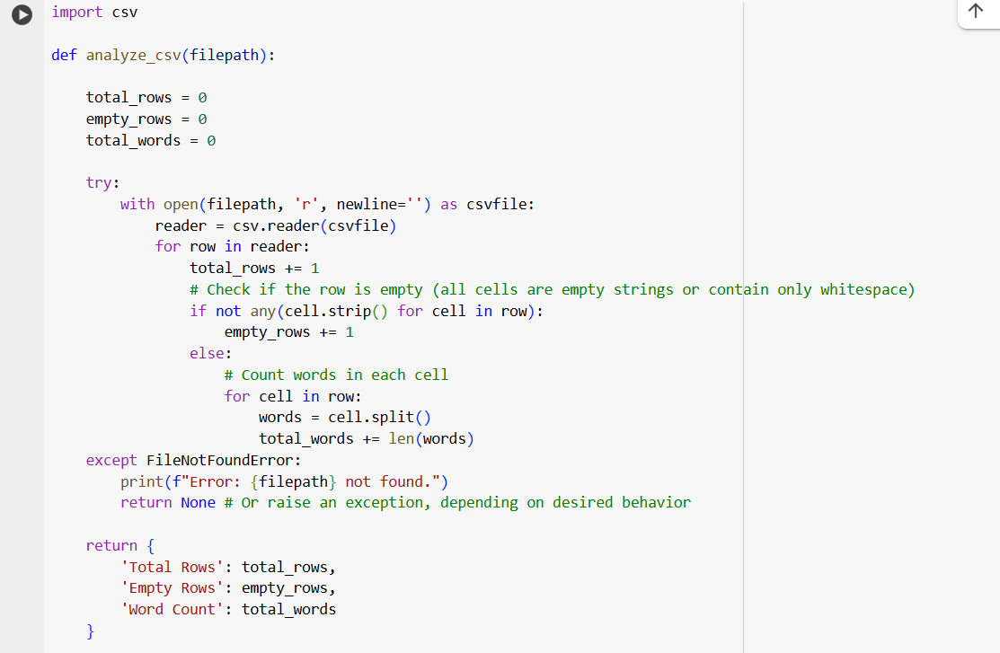 import csv
def analyze_csv(filepath):
    total_rows = 0
    empty_rows = 0
    total_words = 0
    try:
        with open(filepath, 'r', newline='') as csvfile:
            reader = csv.reader(csvfile)
            for row in reader:
                total_rows += 1
                # Check if the row is empty (all cells are empty strings or contain only whitespace)
                if not any(cell.strip() for cell in row):
                    empty_rows += 1
                else:
                    # Count words in each cell
                    for cell in row:
                        words = cell.split()
                        total_words += len(words)
    except FileNotFoundError:
        print(f"Error: {filepath} not found.")
        return None # Or raise an exception, depending on desired behavior
    return {
        'Total Rows': total_rows,
        'Empty Rows': empty_rows,
        'Word Count': total_words
    }